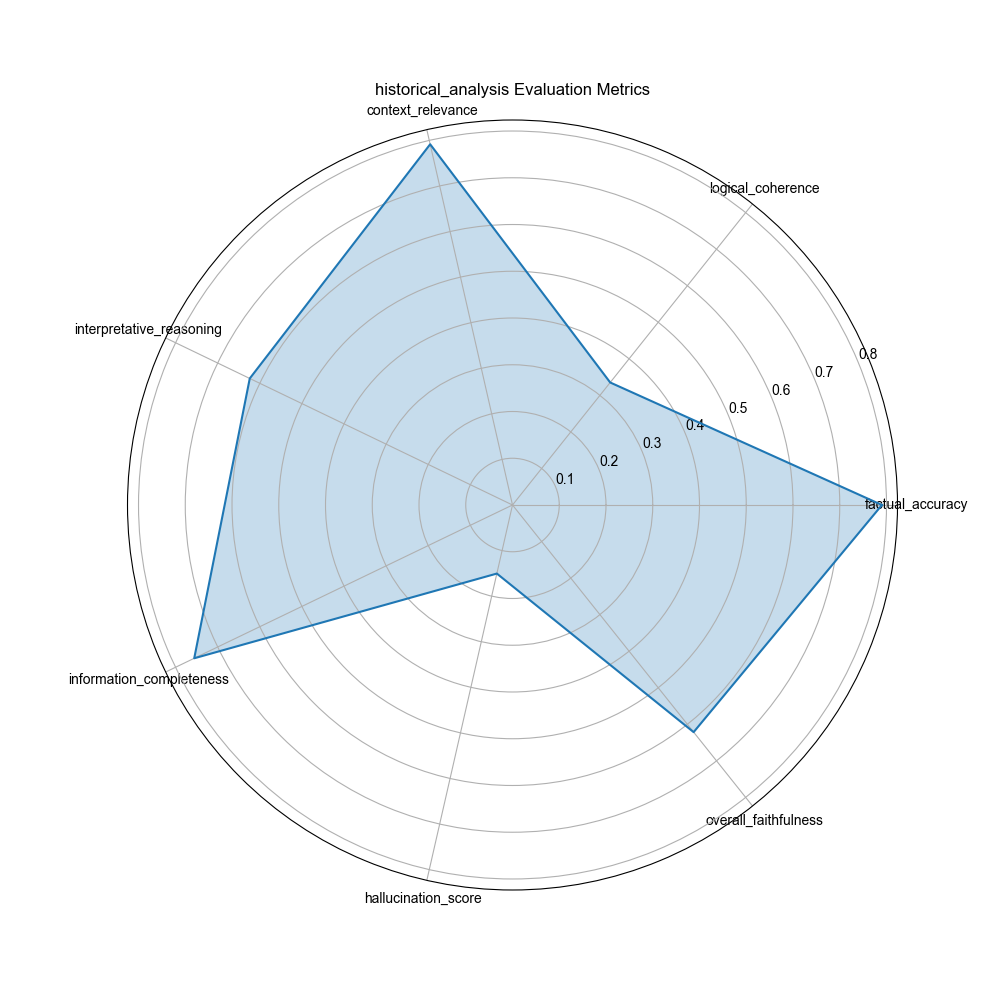 historical_analysis Evaluation Metrics
context_relevance
logical_coherence
interpretative_reasoning
0.8
0.7
0.6
0.5
0.4
0.3
0.2
0.1
factual_accuracy
information_completeness
overall_faithfulness
hallucination_score